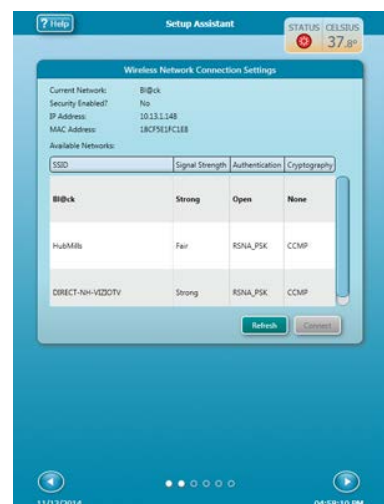 ? Help
Setup Assistant
STATUS CELSIUS
37.8°
Wireless Network Connection Settings
Current Network: Bl@ck
Security Enabled? No
IP Address: 10.13.1.148
MAC Address: 18CF5E1FC1E8
Available Networks:
SSID Signal Strength Authentication Cryptography
Bl@ck Strong Open None
HubMills Fair RSNA_PSK CCMP
DIRECT-NH-VIZIOTV Strong RSNA_PSK CCMP
Refresh Connect
11/12/2014 04:58:10 PM